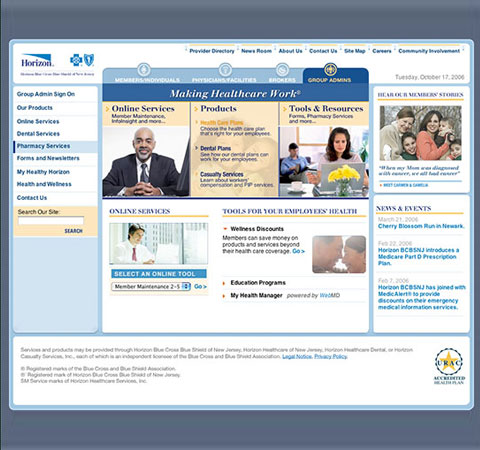 Provider Directory News Room About Us Contact Us Site Map Careers Community Involvement
Horizon.
Horizon Blue Cross Blue Shield of New Jersey
MEMBERS/INDIVIDUALS PHYSICIANS/FACILITIES BROKERS GROUP ADMINS
Tuesday, October 17, 2006
Group Admin Sign On
Our Products
Online Services
Dental Services
Pharmacy Services
Forms and Newsletters
My Healthy Horizon
Health and Wellness
Contact Us
Search Our Site:
SEARCH
Making Healthcare Work®
Online Services
Member Maintenance,
Infoinsight and more...
Products
Health Care Plans
Choose the health care plan
that's right for your employees.
Dental Plans
See how our dental plans can
work for your employees.
Casualty Services
Learn about workers'
compensation and PIP services.
Tools & Resources
Forms, Pharmacy Services
and more...
ONLINE SERVICES
SELECT AN ONLINE TOOL
Member Maintenance 2-5 Go >
TOOLS FOR YOUR EMPLOYEES' HEALTH
Wellness Discounts
Members can save money on
products and services beyond
their health care coverage. Go >
Education Programs
My Health Manager powered by WebMD
HEAR OUR MEMBERS' STORIES
"When my Mom was diagnosed
with cancer, we all had cancer"
MEET CARMEN & CAMELIA
NEWS & EVENTS
March 21, 2006
Cherry Blossom Run in Newark.
Feb 22, 2006
Horizon BCBSNJ introduces a
Medicare Part D Prescription
Plan.
Feb 7, 2006
Horizon BCBSNJ has joined with
MedicAlert® to provide
discounts on their emergency
medical information services.
Services and products may be provided through Horizon Blue Cross Blue Shield of New Jersey, Horizon Healthcare of New Jersey, Horizon Healthcare Dental, or Horizon
Casualty Services, Inc., each of which is an independent licensee of the Blue Cross and Blue Shield Association. Legal Notice. Privacy Policy.
® Registered marks of the Blue Cross and Blue Shield Association.
®' Registered mark of Horizon Blue Cross Blue Shield of New Jersey.
SM Service marks of Horizon Healthcare Services, Inc.
URAC
ACCREDITED
HEALTH PLAN